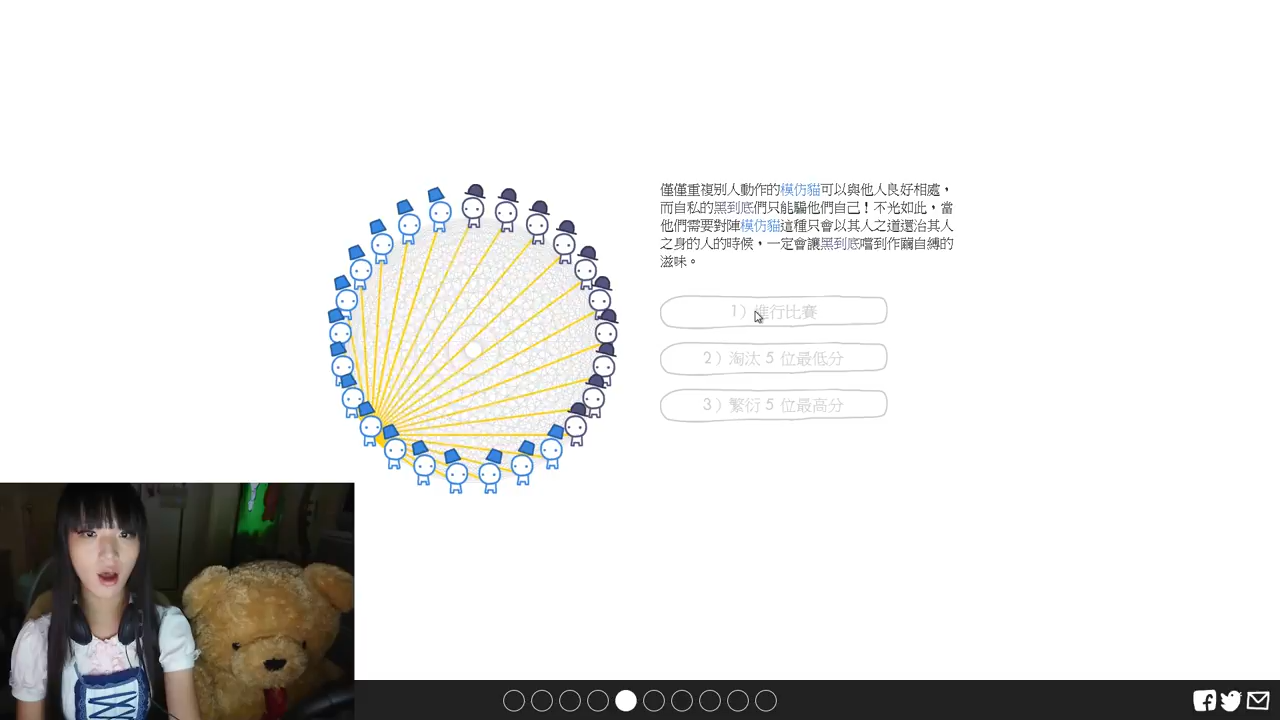 僅僅重複別人動作的模仿貓可以與他人良好相處，
而自私的黑到底們只能騙他們自己！不光如此，當
他們需要對陣模仿貓這種只會以其人之道還治其人
之身的人的時候，一定會讓黑到底嚐到作繭自縛的
滋味。
1）進行比賽
2）淘汰 5 位最低分
3）繁衍 5 位最高分